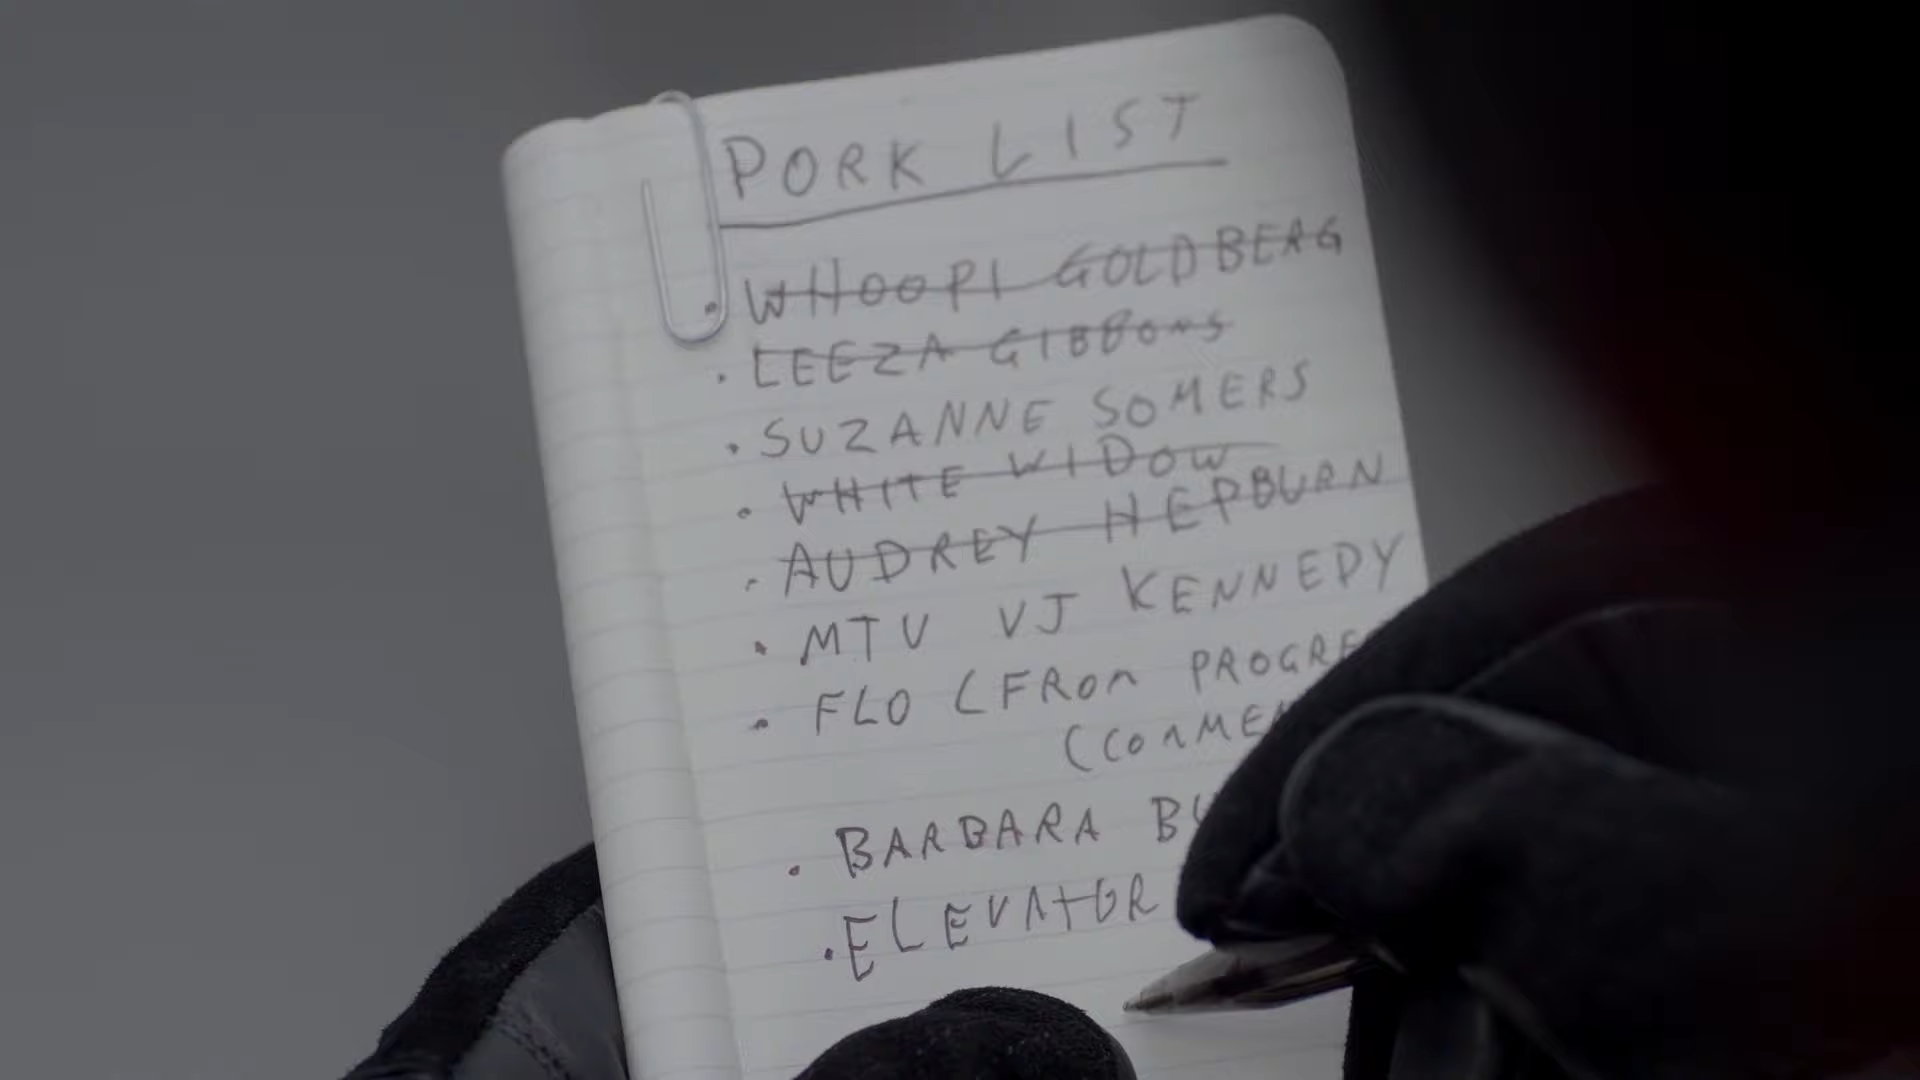 PORK LIST
• WHOOPI GOLDBERG
• LEEZA GIBBONS
• SUZANNE SOMERS
• WHITE WIDOW
• AUDREY HEPBURN
• MTV VJ KENNEDY
• FLO (FROM
• BARBARA
• ELEVATOR